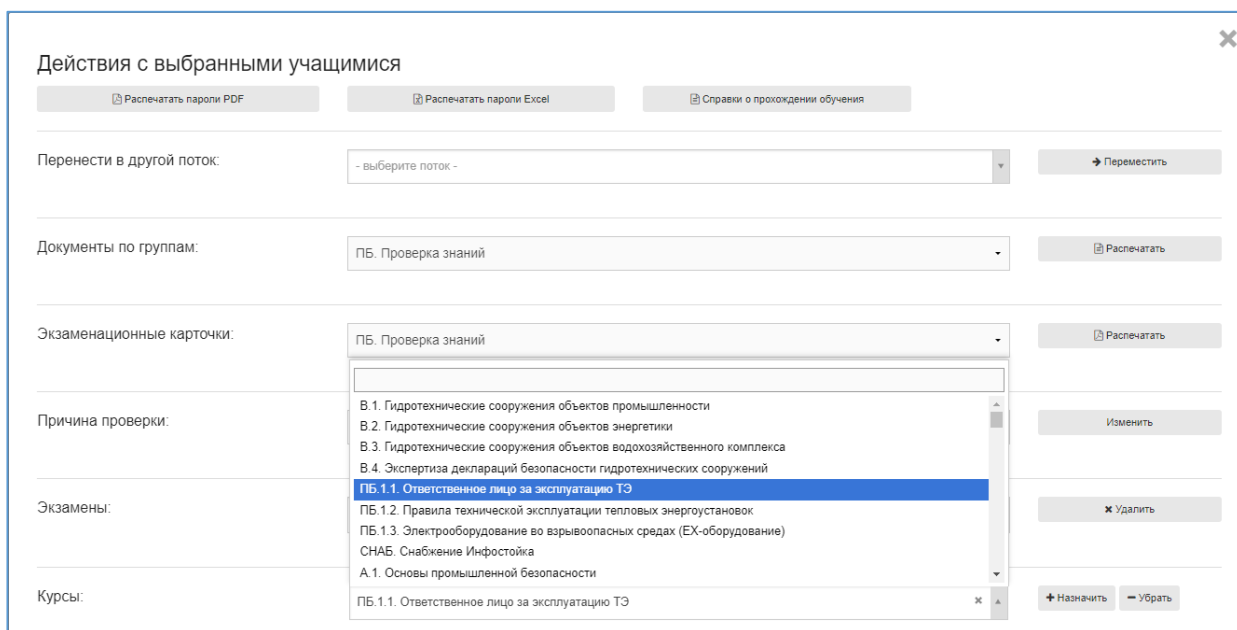 Действия с выбранными учащимися
Распечатать пароли PDF
Распечатать пароли Excel
Справки о прохождении обучения
Перенести в другой поток:
- выберите поток -
Переместить
Документы по группам:
ПБ. Проверка знаний
Распечатать
Экзаменационные карточки:
ПБ. Проверка знаний
Распечатать
В.1. Гидротехнические сооружения объектов промышленности
Причина проверки:
Изменить
В.2. Гидротехнические сооружения объектов энергетики
В.3. Гидротехнические сооружения объектов водохозяйственного комплекса
В.4. Экспертиза деклараций безопасности гидротехнических сооружений
ПБ.1.1. Ответственное лицо за эксплуатацию ТЭ
Экзамены:
ПБ.1.2. Правила технической эксплуатации тепловых энергоустановок
Удалить
ПБ.1.3. Электрооборудование во взрывоопасных средах (ЕХ-оборудование)
СНАБ. Снабжение Инфостойка
А.1. Основы промышленной безопасности
Курсы:
ПБ.1.1. Ответственное лицо за эксплуатацию ТЭ
Назначить
Убрать